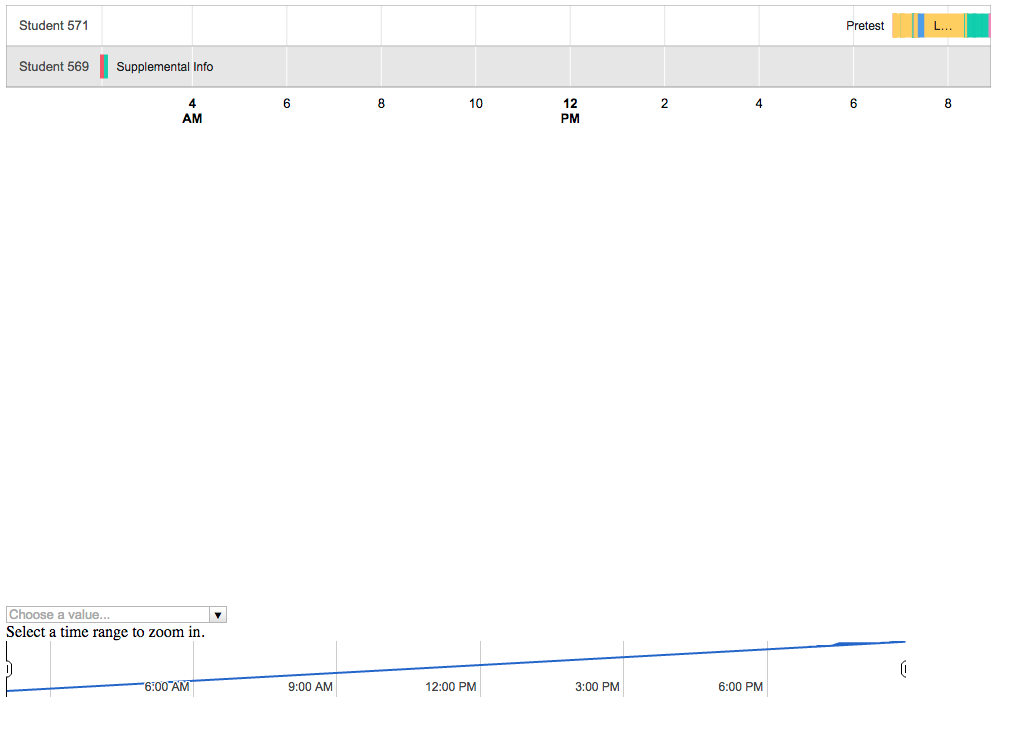 Student 571
Pretest
L...
Student 569
Supplemental Info
4 6 8 10 12 2 4 6 8
AM PM
Choose a value...
Select a time range to zoom in.
6:00 AM 9:00 AM 12:00 PM 3:00 PM 6:00 PM